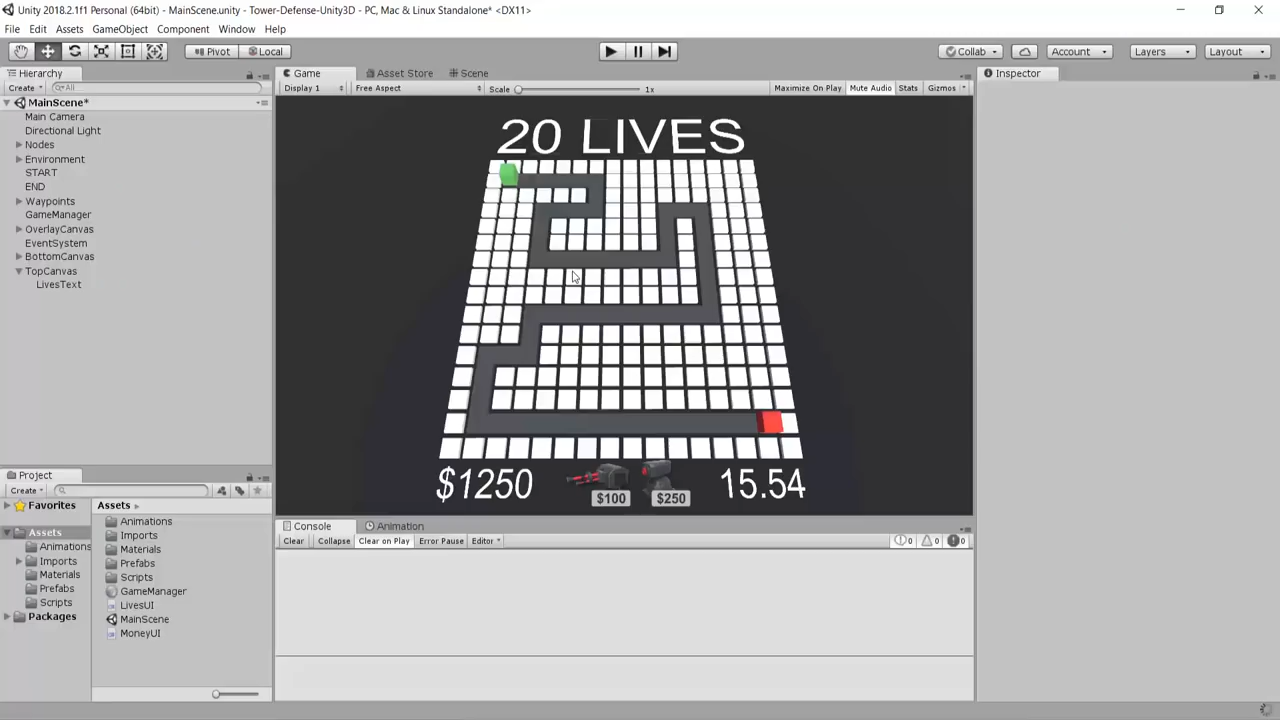 Unity 2018.2.1f1 Personal (64bit) - MainScene.unity - Tower-Defense-Unity3D - PC, Mac & Linux Standalone* <DX11>
File Edit Assets GameObject Component Window Help
Pivot Local Collab Account Layers Layout
Hierarchy Game Asset Store Scene Inspector
Create All Display 1 Free Aspect Scale 1x Maximize On Play Mute Audio Stats Gizmos
MainScene*
Main Camera
Directional Light
Nodes
Environment
START
END
Waypoints
GameManager
OverlayCanvas
EventSystem
BottomCanvas
TopCanvas
LivesText
20 LIVES
$1250 $100 $250 15.54
Project
Create
Favorites
Assets
Animations
Imports
Materials
Prefabs
Scripts
Packages
Assets
Animations
Imports
Materials
Prefabs
Scripts
GameManager
LivesUI
MainScene
MoneyUI
Console Animation
Clear Collapse Clear on Play Error Pause Editor 0 0 0